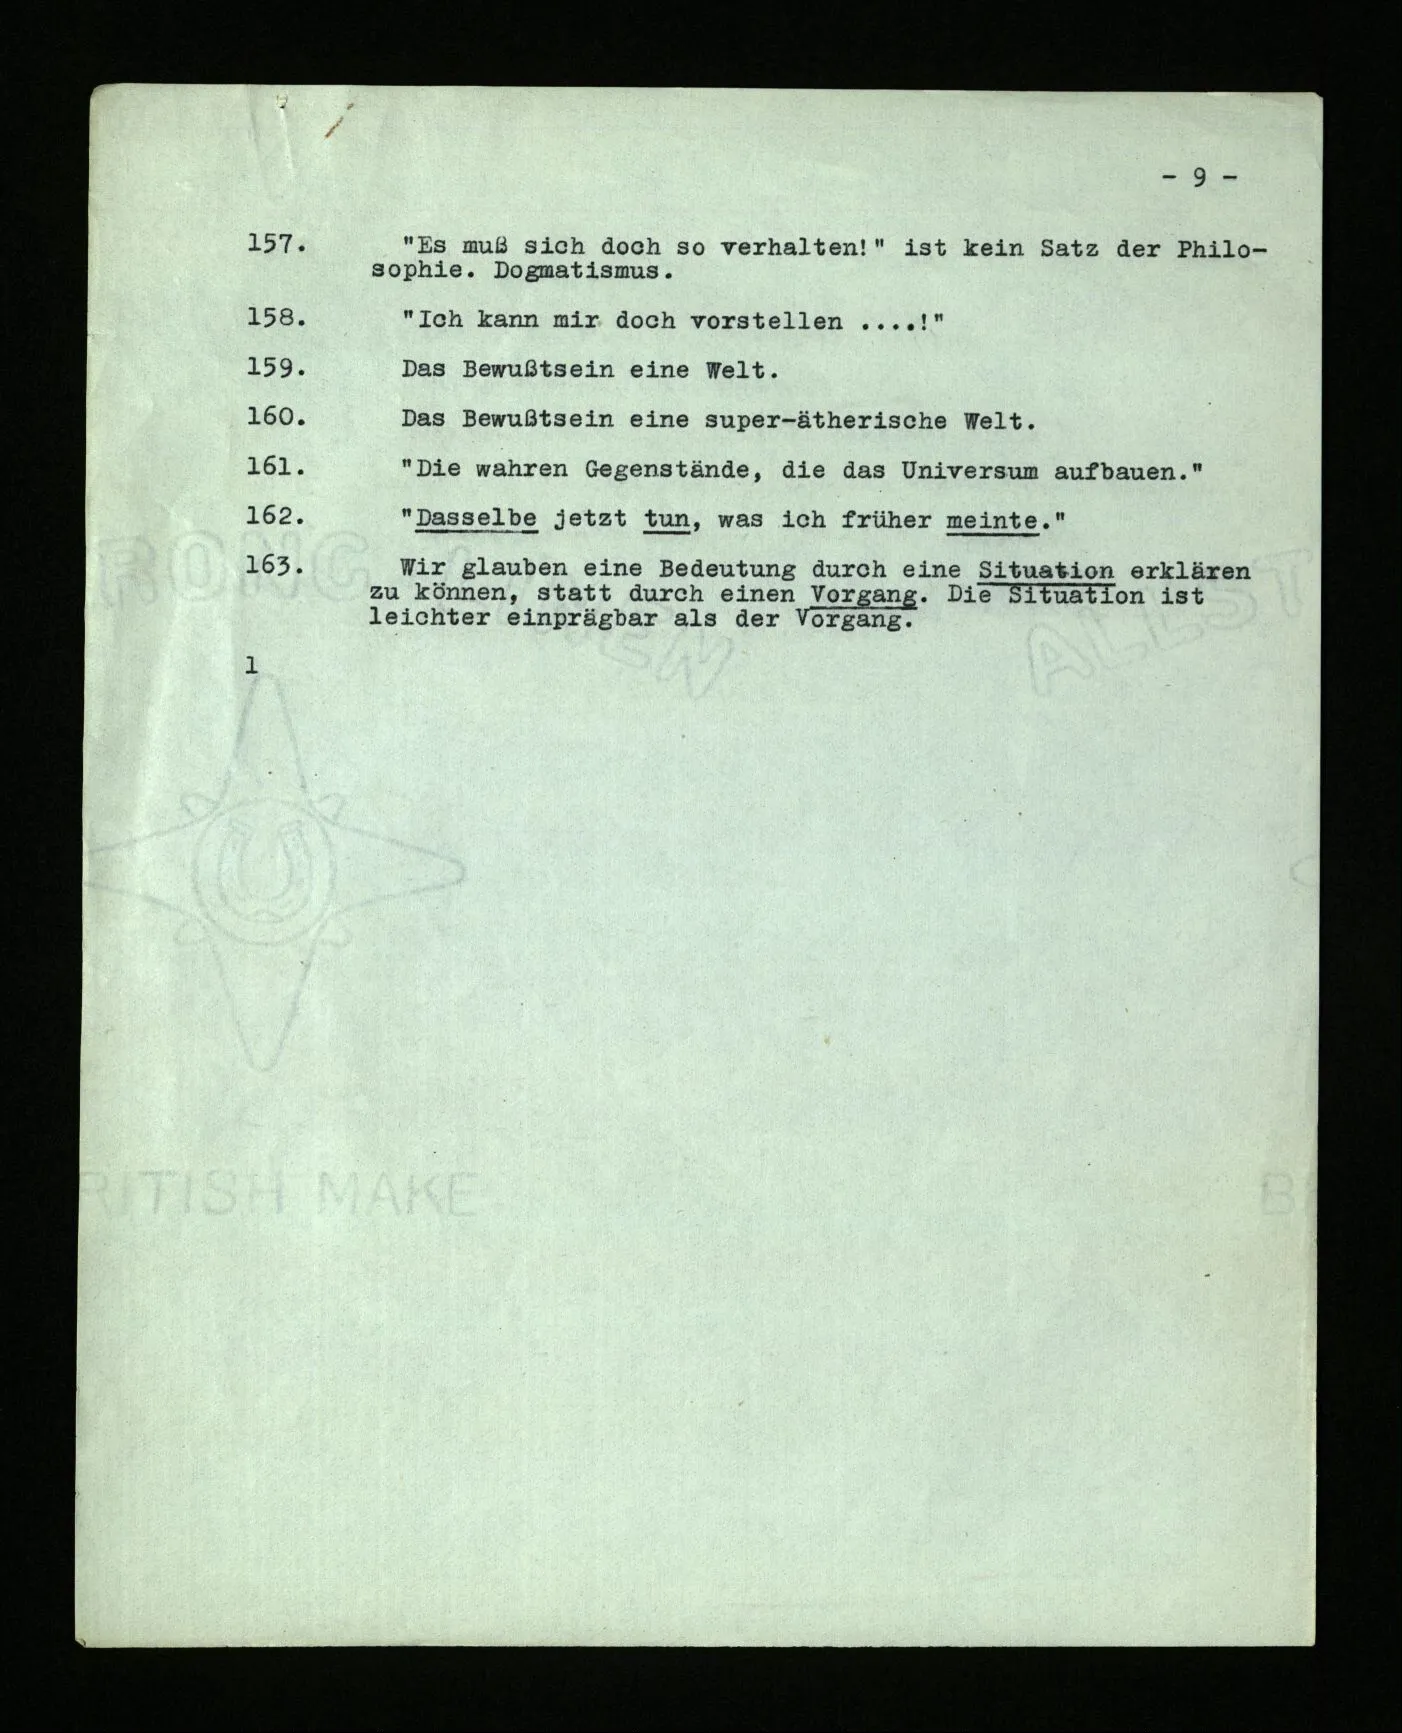 - 9 -
157. "Es muß sich doch so verhalten!" ist kein Satz der Philo-
sophie. Dogmatismus.
158. "Ich kann mir doch vorstellen ....!"
159. Das Bewußtsein eine Welt.
160. Das Bewußtsein eine super-ätherische Welt.
161. "Die wahren Gegenstände, die das Universum aufbauen."
162. "Dasselbe jetzt tun, was ich früher meinte."
163. Wir glauben eine Bedeutung durch eine Situation erklären
zu können, statt durch einen Vorgang. Die Situation ist
leichter einprägbar als der Vorgang.
1
RITISH MAKE